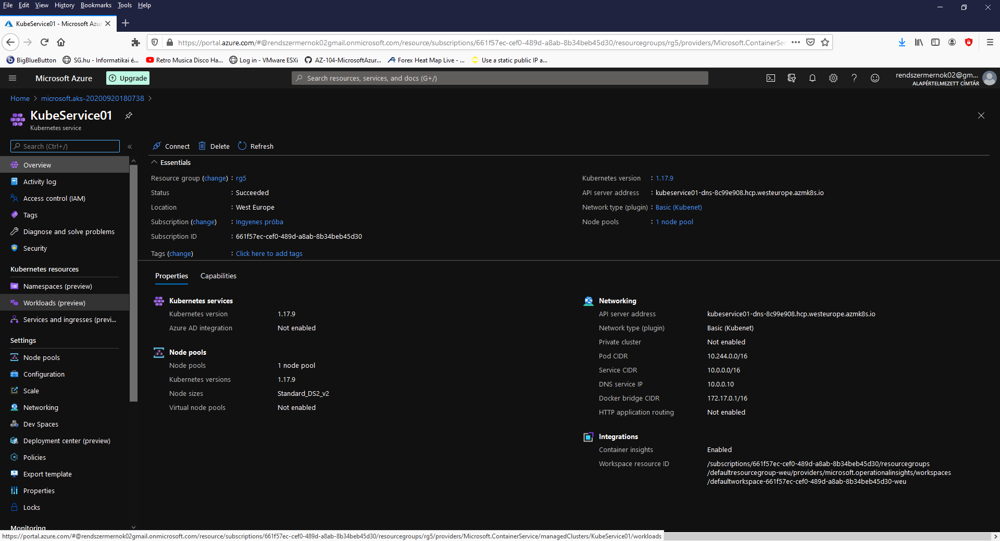 File Edit View History Bookmarks Tools Help
KubeService01 - Microsoft Azu
https://portal.azure.com/#@rendszermernok02gmail.onmicrosoft.com/resource/subscriptions/661f57ec-cef0-489d-a8ab-8b34beb45d30/resourcegroups/rg5/providers/Microsoft.ContainerSer
BigBlueButton SG.hu - Informatikai é... Retro Musica Disco Ha... Log in - VMware ESXi AZ-104-MicrosoftAzur... Forex Heat Map Live - ... Use a static public IP a...
Microsoft Azure Upgrade Search resources, services, and docs (G+/) rendszermernok02@gm...
ALAPÉRTELMEZETT CÍMTÁR
Home > microsoft.aks-20200920180738 >
KubeService01
Kubernetes service
Search (Ctrl+/) «
Overview
Activity log
Access control (IAM)
Tags
Diagnose and solve problems
Security
Kubernetes resources
Namespaces (preview)
Workloads (preview)
Services and ingresses (previ...
Settings
Node pools
Configuration
Scale
Networking
Dev Spaces
Deployment center (preview)
Policies
Export template
Properties
Locks
Monitoring
Connect Delete Refresh
Essentials
Resource group (change) : rg5
Status : Succeeded
Location : West Europe
Subscription (change) : Ingyenes próba
Subscription ID : 661f57ec-cef0-489d-a8ab-8b34beb45d30
Tags (change) : Click here to add tags
Kubernetes version : 1.17.9
API server address : kubeservice01-dns-8c99e908.hcp.westeurope.azmk8s.io
Network type (plugin) : Basic (Kubenet)
Node pools : 1 node pool
Properties Capabilities
Kubernetes services
Kubernetes version 1.17.9
Azure AD integration Not enabled
Node pools
Node pools 1 node pool
Kubernetes versions 1.17.9
Node sizes Standard_DS2_v2
Virtual node pools Not enabled
Networking
API server address kubeservice01-dns-8c99e908.hcp.westeurope.azmk8s.io
Network type (plugin) Basic (Kubenet)
Private cluster Not enabled
Pod CIDR 10.244.0.0/16
Service CIDR 10.0.0.0/16
DNS service IP 10.0.0.10
Docker bridge CIDR 172.17.0.1/16
HTTP application routing Not enabled
Integrations
Container insights Enabled
Workspace resource ID /subscriptions/661f57ec-cef0-489d-a8ab-8b34beb45d30/resourcegroups
/defaultresourcegroup-weu/providers/microsoft.operationalinsights/workspaces
/defaultworkspace-661f57ec-cef0-489d-a8ab-8b34beb45d30-weu
https://portal.azure.com/#@rendszermernok02gmail.onmicrosoft.com/resource/subscriptions/661f57ec-cef0-489d-a8ab-8b34beb45d30/resourcegroups/rg5/providers/Microsoft.ContainerService/managedClusters/KubeService01/workloads